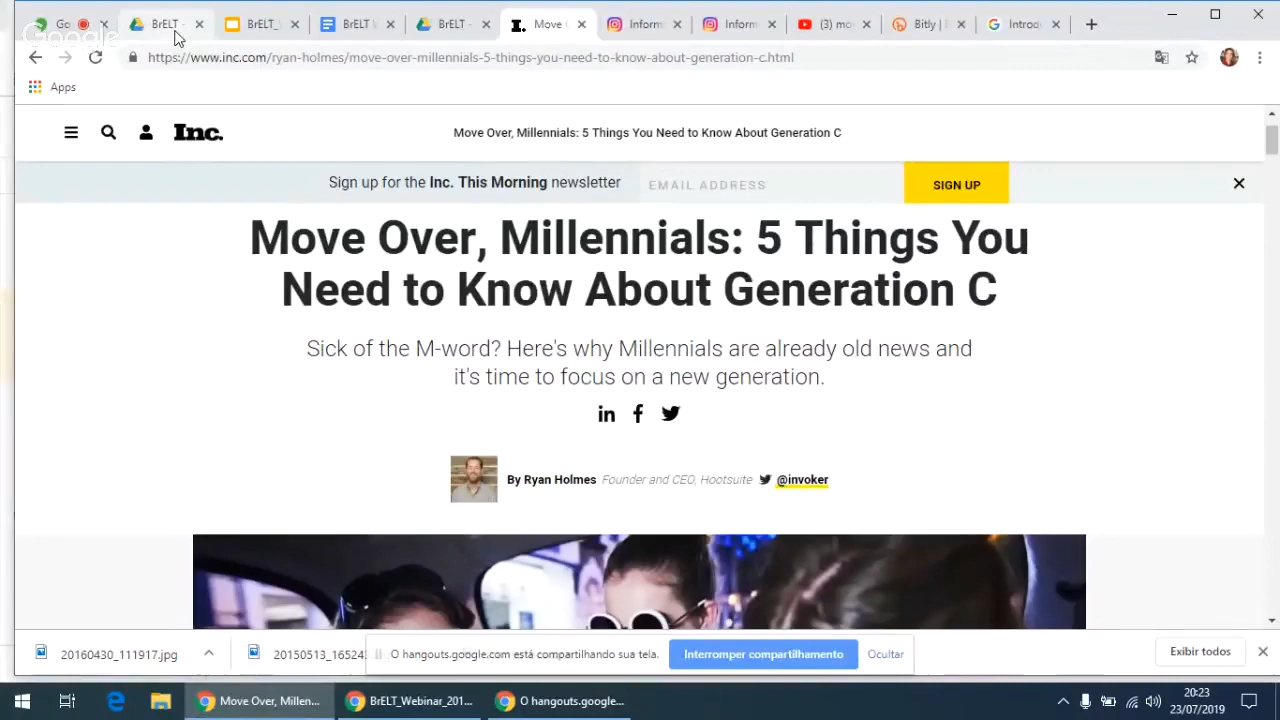 BrELT -
BrELT_
BrELT W
BrELT -
Move
Inform
Inform
(3) mo
Bitly |
Introd
Google
https://www.inc.com/ryan-holmes/move-over-millennials-5-things-you-need-to-know-about-generation-c.html
Apps
Inc.
Move Over, Millennials: 5 Things You Need to Know About Generation C
Sign up for the Inc. This Morning newsletter
EMAIL ADDRESS
SIGN UP
Move Over, Millennials: 5 Things You
Need to Know About Generation C
Sick of the M-word? Here's why Millennials are already old news and
it's time to focus on a new generation.
By Ryan Holmes Founder and CEO, Hootsuite @invoker
20160430_111917.jpg
20150513_16524
O hangouts.google.com está compartilhando sua tela.
Interromper compartilhamento
Ocultar
Exibir todos
Move Over, Millen...
BrELT_Webinar_201...
O hangouts.google...
20:23
23/07/2019